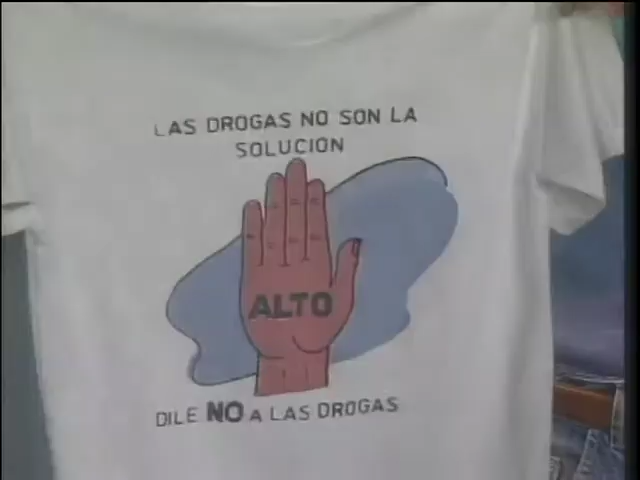 LAS DROGAS NO SON LA
SOLUCION
ALTO
DILE NO A LAS DROGAS